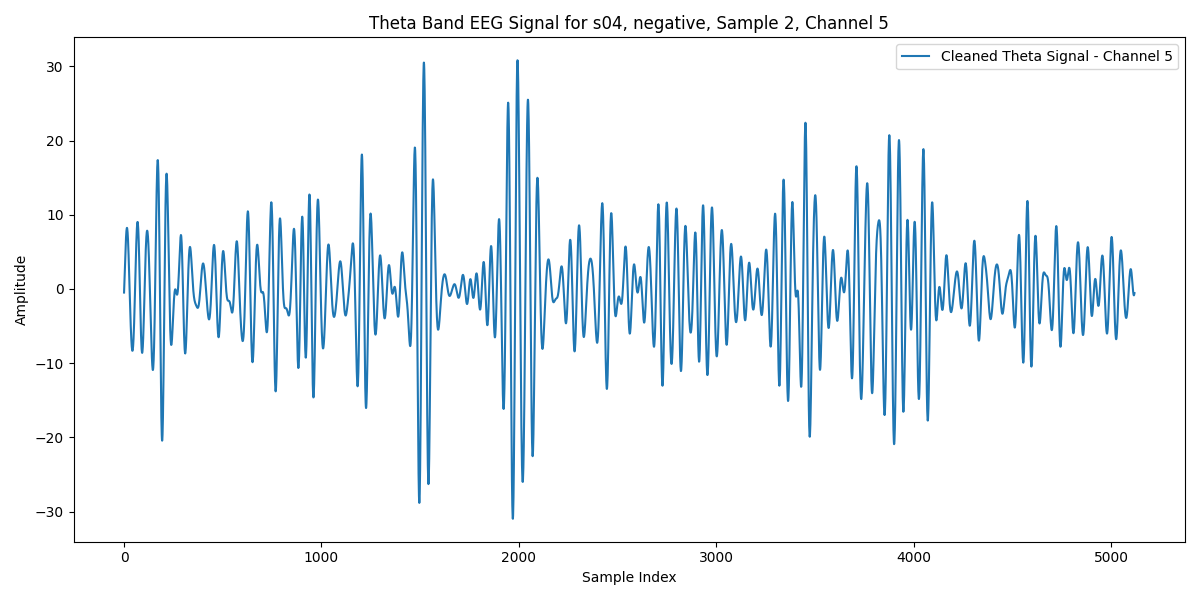 Theta Band EEG Signal for s04, negative, Sample 2, Channel 5
Cleaned Theta Signal - Channel 5
Amplitude
30
20
10
0
−10
−20
−30
0 1000 2000 3000 4000 5000
Sample Index